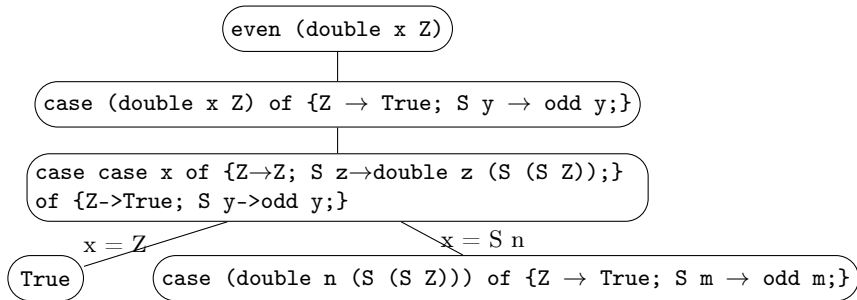 even (double x Z)
case (double x Z) of {Z → True; S y → odd y;}
case case x of {Z→Z; S z→double z (S (S Z));}
of {Z->True; S y->odd y;}
x = Z
x = S n
True
case (double n (S (S Z))) of {Z → True; S m → odd m;}